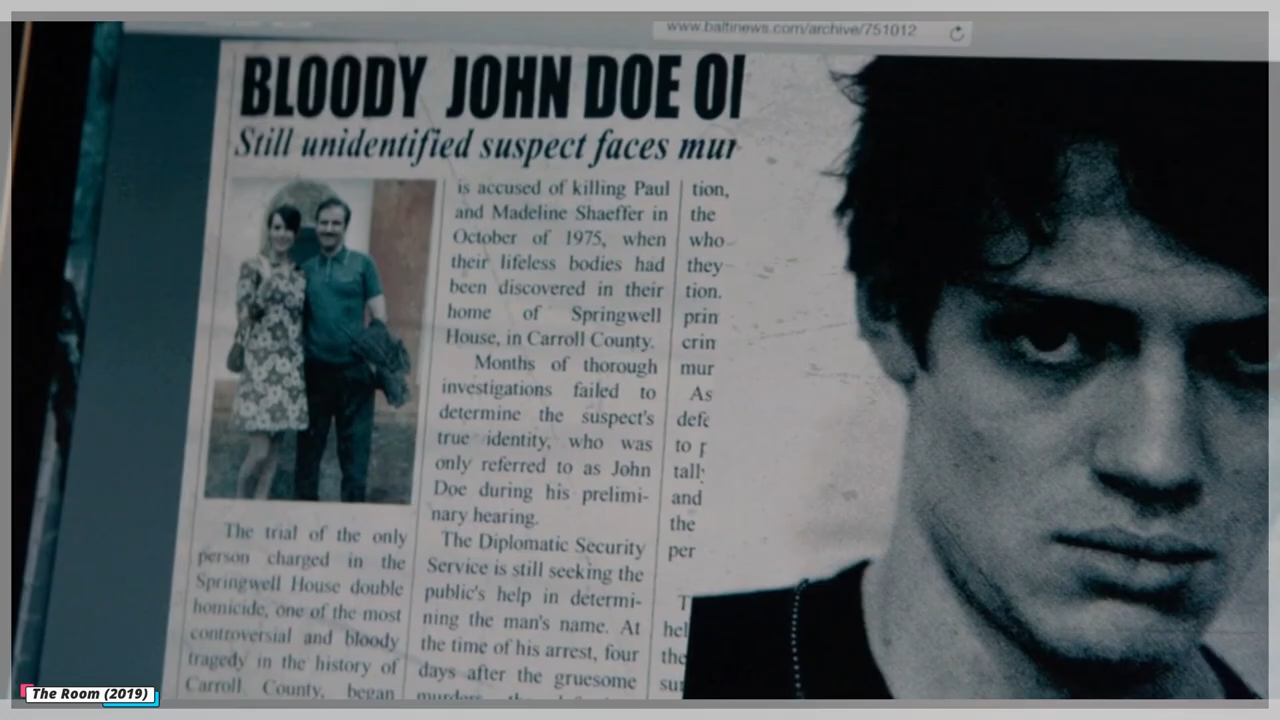 www.baltinews.com/archive/751012
BLOODY JOHN DOE
Still unidentified suspect faces
The trial of the only
person charged in the
Springwell House double
homicide, one of the most
controversial and bloody
tragedy in the history of
Carroll County, began
is accused of killing Paul
and Madeline Shaeffer in
October of 1975, when
their lifeless bodies had
been discovered in their
home of Springwell
House, in Carroll County.
Months of thorough
investigations failed to
determine the suspect's
true identity, who was
only referred to as John
Doe during his prelimi-
nary hearing.
The Diplomatic Security
Service is still seeking the
public's help in determi-
ning the man's name. At
the time of his arrest, four
days after the gruesome
tion,
the
who
they
tion.
prin
crin
mur
As
to
and
the
per
T
hel
the
The Room (2019)